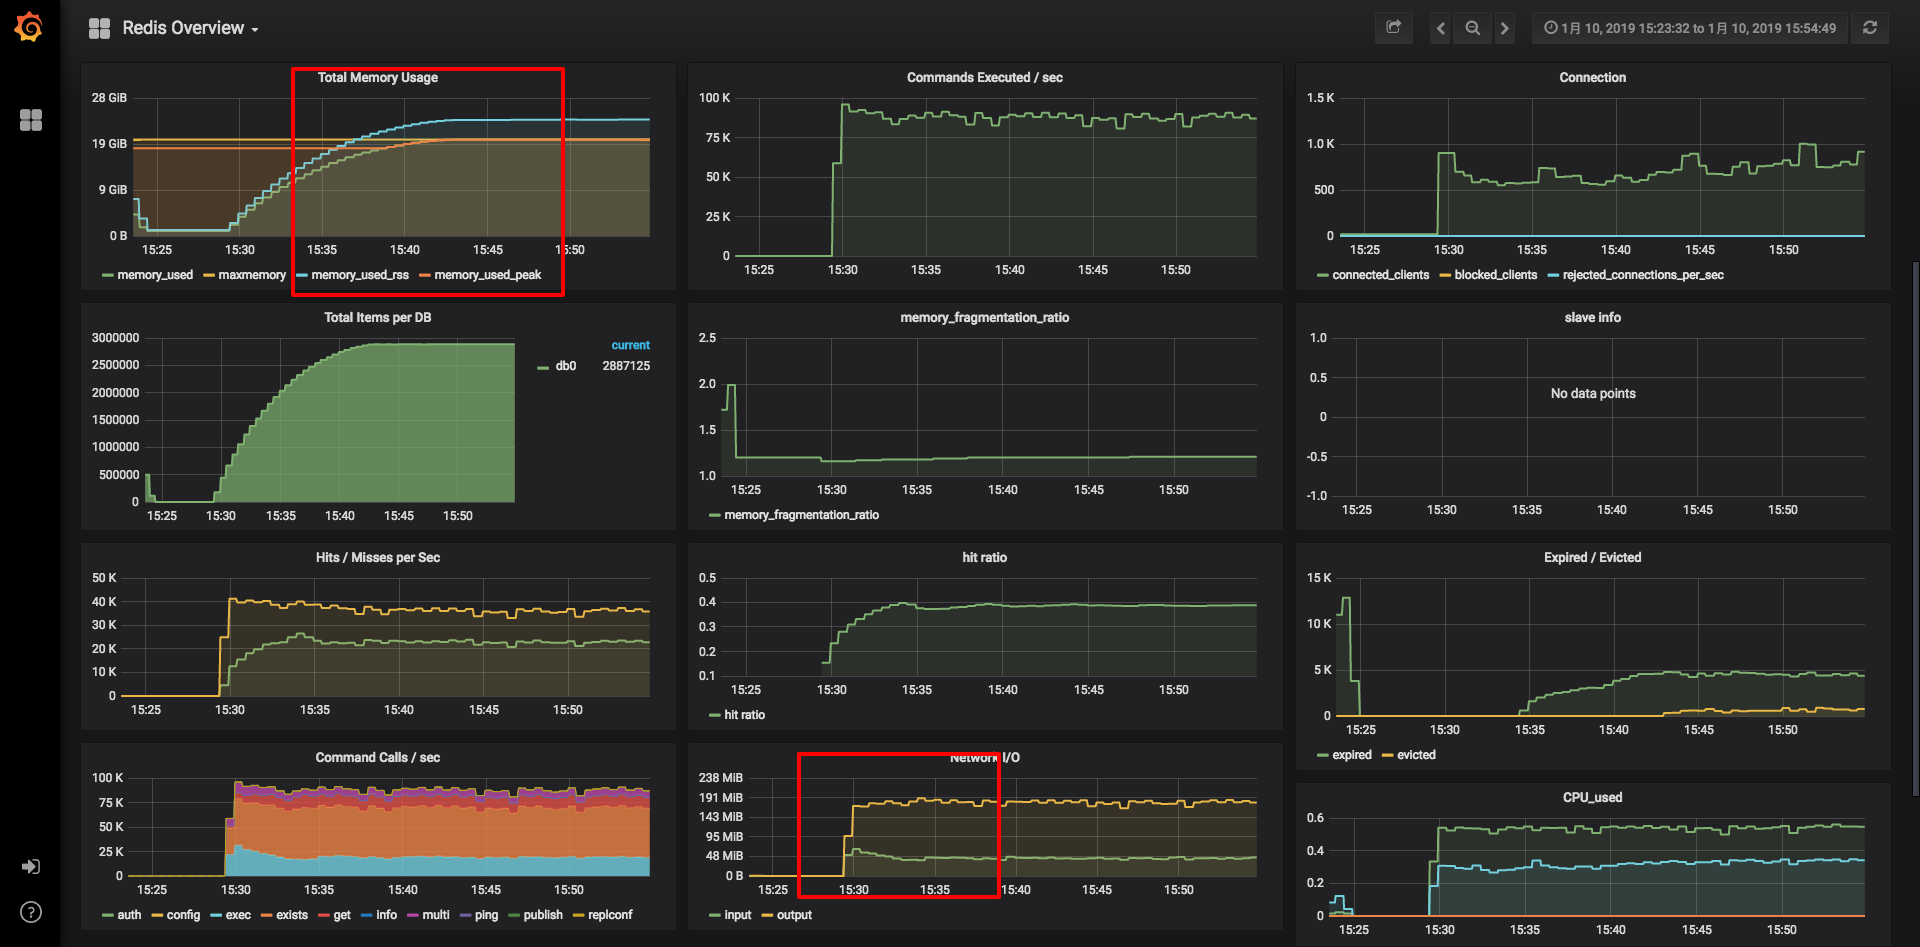 Redis Overview
1月 10, 2019 15:23:32 to 1月 10, 2019 15:54:49
Total Memory Usage
28 GiB
19 GiB
9 GiB
0 B
15:25 15:30 15:35 15:40 15:45 15:50
memory_used maxmemory memory_used_rss memory_used_peak
Commands Executed / sec
100 K
75 K
50 K
25 K
0
15:25 15:30 15:35 15:40 15:45 15:50
Connection
1.5 K
1.0 K
500
0
15:25 15:30 15:35 15:40 15:45 15:50
connected_clients blocked_clients rejected_connections_per_sec
Total Items per DB
3000000
2500000
2000000
1500000
1000000
500000
0
15:25 15:30 15:35 15:40 15:45 15:50
current
db0 2887125
memory_fragmentation_ratio
2.5
2.0
1.5
1.0
15:25 15:30 15:35 15:40 15:45 15:50
memory_fragmentation_ratio
slave info
1.0
0.5
0
-0.5
-1.0
No data points
15:25 15:30 15:35 15:40 15:45 15:50
Hits / Misses per Sec
50 K
40 K
30 K
20 K
10 K
0
15:25 15:30 15:35 15:40 15:45 15:50
hit ratio
0.5
0.4
0.3
0.2
0.1
15:25 15:30 15:35 15:40 15:45 15:50
hit ratio
Expired / Evicted
15 K
10 K
5 K
0
15:25 15:30 15:35 15:40 15:45 15:50
expired evicted
Command Calls / sec
100 K
75 K
50 K
25 K
0
15:25 15:30 15:35 15:40 15:45 15:50
auth config exec exists get info multi ping publish replconf
Network I/O
238 MiB
191 MiB
143 MiB
95 MiB
48 MiB
0 B
15:25 15:30 15:35 15:40 15:45 15:50
input output
CPU_used
0.6
0.4
0.2
0
15:25 15:30 15:35 15:40 15:45 15:50